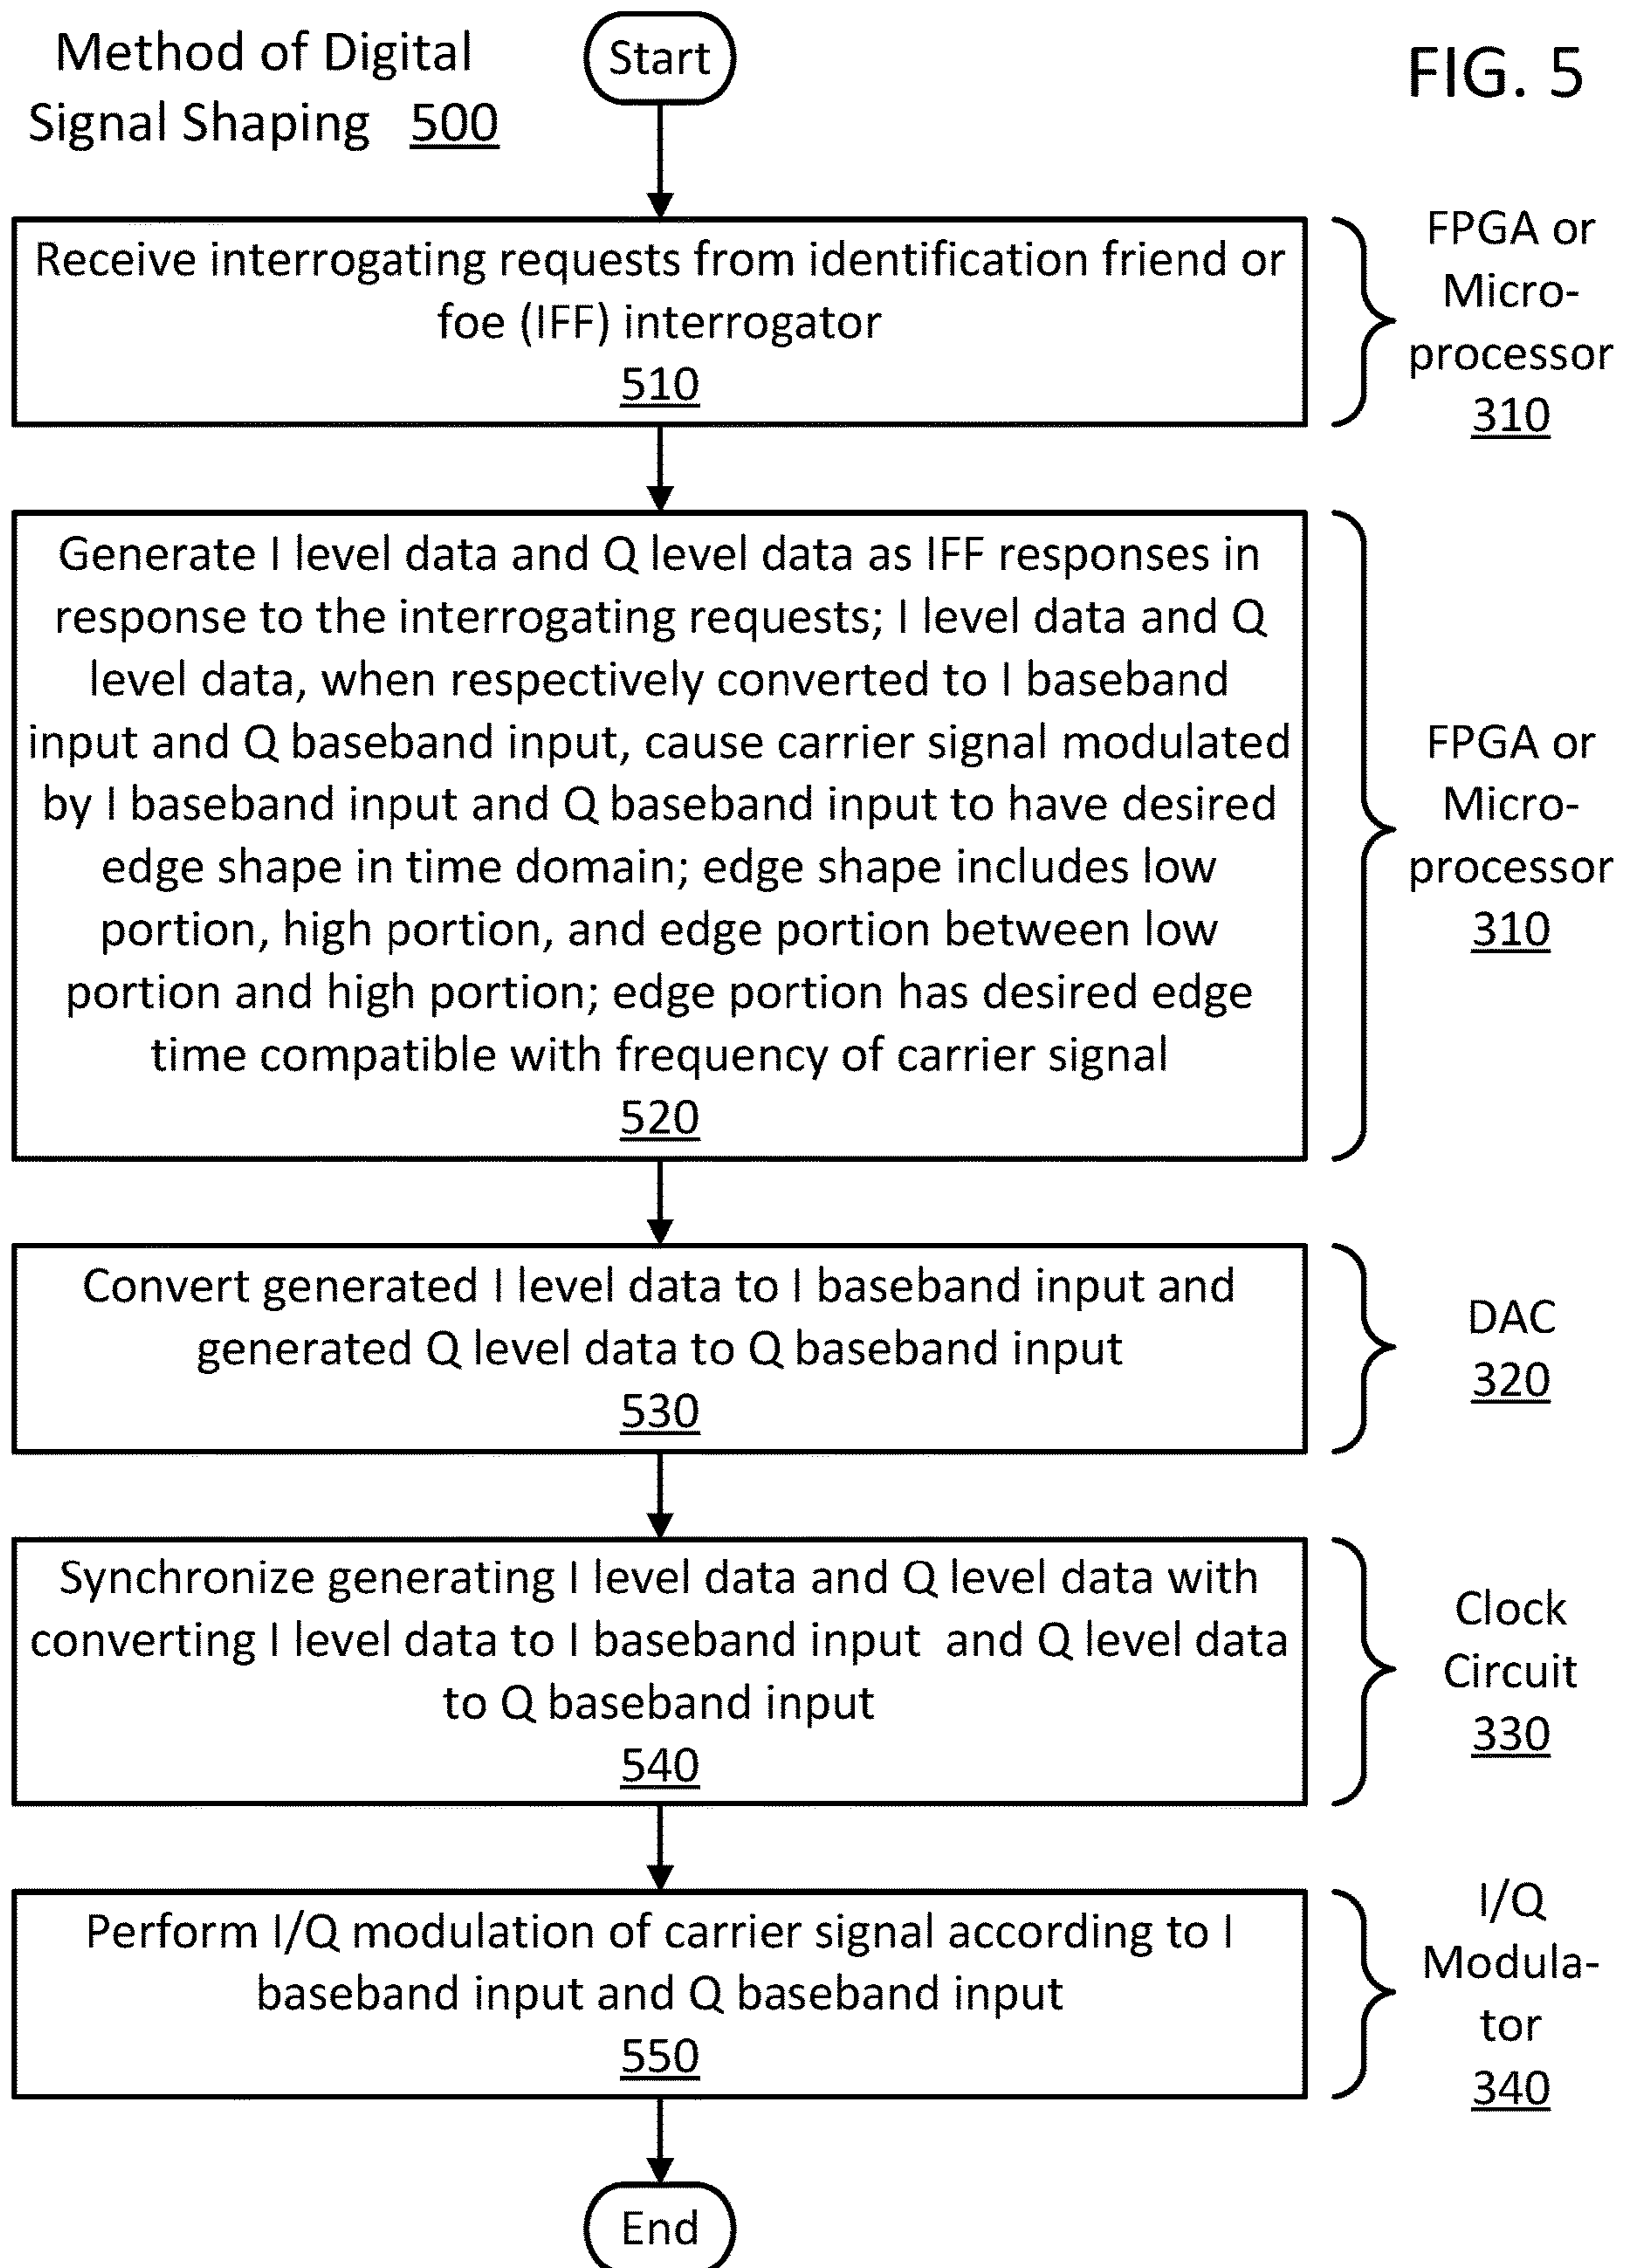 Method of Digital
Signal Shaping 500
Start
FIG. 5
Receive interrogating requests from identification friend or
foe (IFF) interrogator
510
FPGA or
Micro-
processor
310
Generate I level data and Q level data as IFF responses in
response to the interrogating requests; I level data and Q
level data, when respectively converted to I baseband
input and Q baseband input, cause carrier signal modulated
by I baseband input and Q baseband input to have desired
edge shape in time domain; edge shape includes low
portion, high portion, and edge portion between low
portion and high portion; edge portion has desired edge
time compatible with frequency of carrier signal
520
FPGA or
Micro-
processor
310
Convert generated I level data to I baseband input and
generated Q level data to Q baseband input
530
DAC
320
Synchronize generating I level data and Q level data with
converting I level data to I baseband input and Q level data
to Q baseband input
540
Clock
Circuit
330
Perform I/Q modulation of carrier signal according to I
baseband input and Q baseband input
550
I/Q
Modula-
tor
340
End